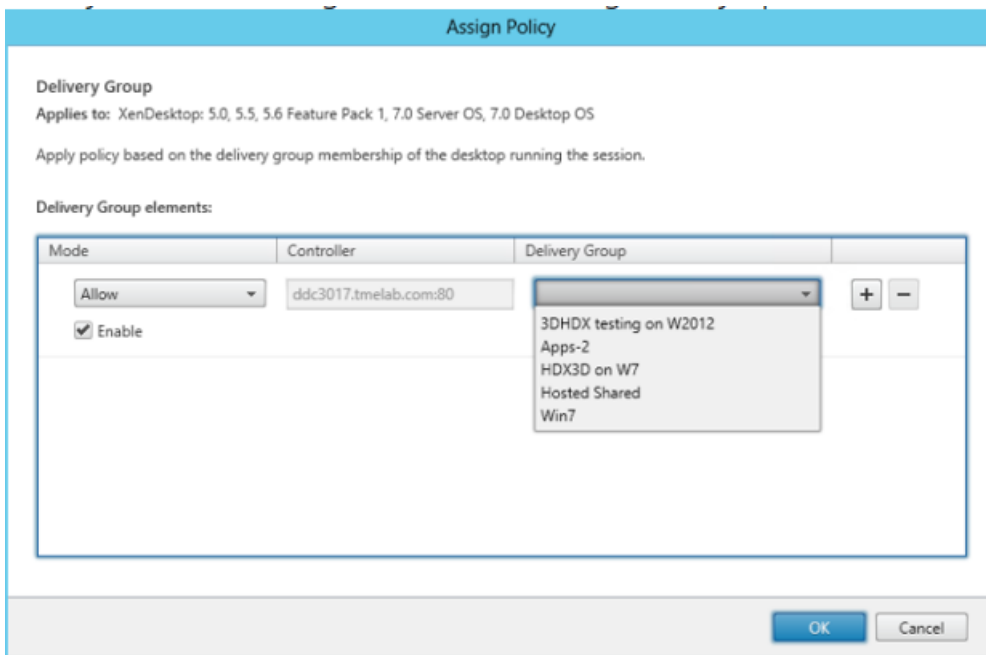 Assign Policy
Delivery Group
Applies to: XenDesktop: 5.0, 5.5, 5.6 Feature Pack 1, 7.0 Server OS, 7.0 Desktop OS
Apply policy based on the delivery group membership of the desktop running the session.
Delivery Group elements:
Mode Controller Delivery Group
Allow ddc3017.tmelab.com:80 + −
Enable
3DHDX testing on W2012
Apps-2
HDX3D on W7
Hosted Shared
Win7
OK Cancel